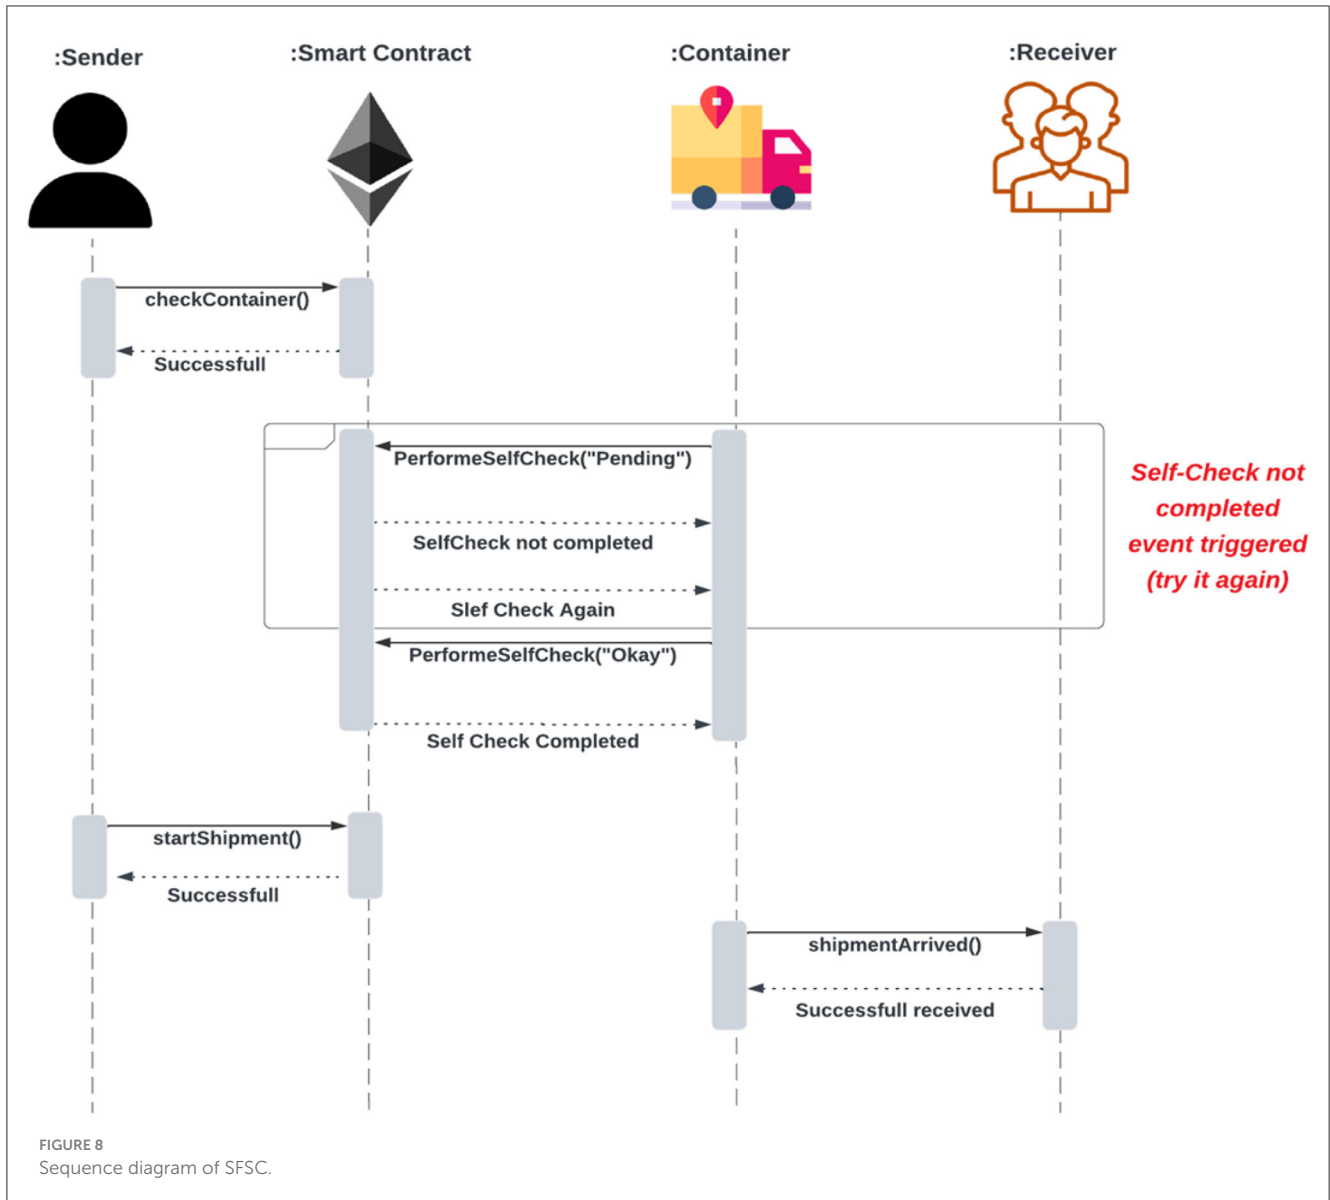 :Sender
:Smart Contract
:Container
:Receiver
checkContainer()
Successfull
PerformeSelfCheck("Pending")
SelfCheck not completed
Slef Check Again
Self-Check not
completed
event triggered
(try it again)
PerformeSelfCheck("Okay")
Self Check Completed
startShipment()
Successfull
shipmentArrived()
Successfull received
FIGURE 8
Sequence diagram of SFSC.